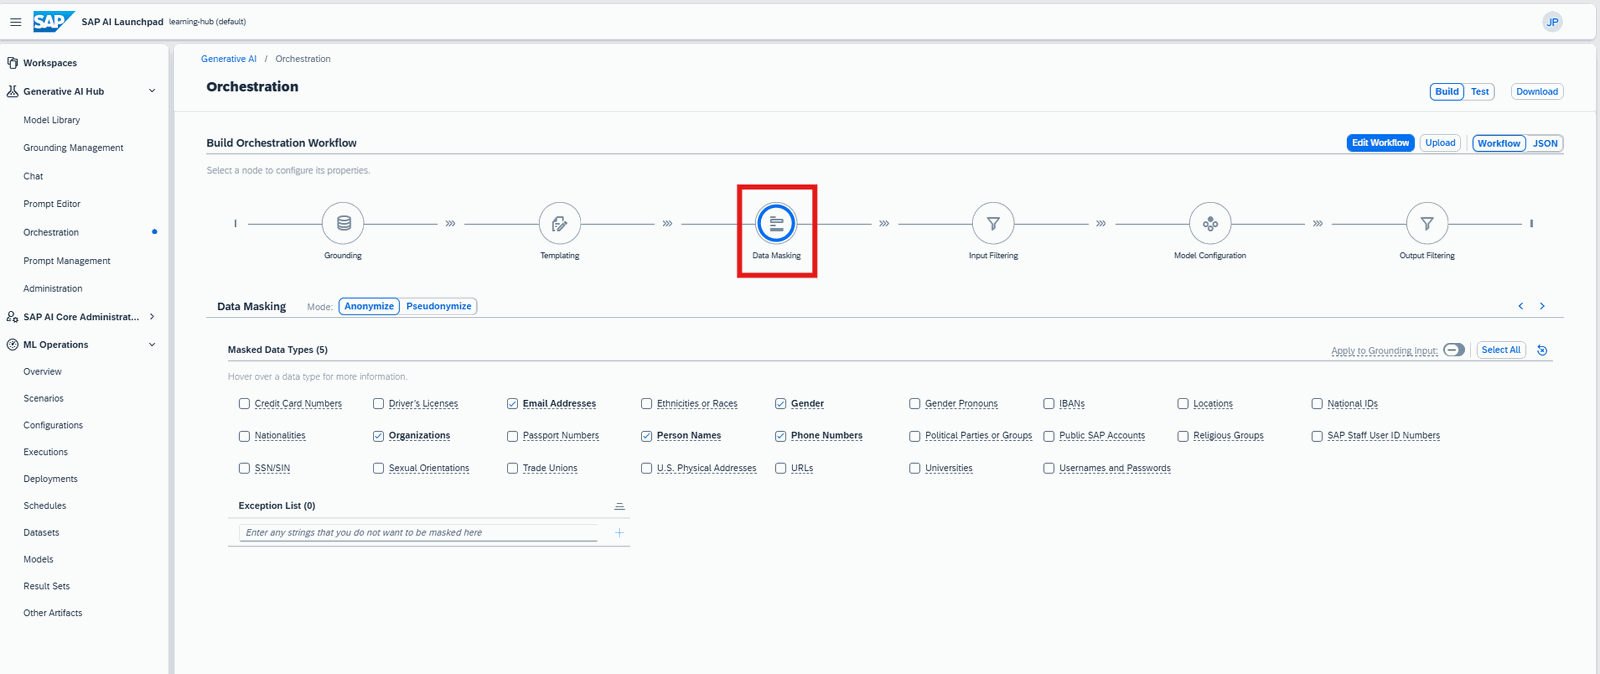 SAP SAP AI Launchpad learning-hub (default) JP
Workspaces
Generative AI Hub
Model Library
Grounding Management
Chat
Prompt Editor
Orchestration
Prompt Management
Administration
SAP AI Core Administrat...
ML Operations
Overview
Scenarios
Configurations
Executions
Deployments
Schedules
Datasets
Models
Result Sets
Other Artifacts
Generative AI / Orchestration
Orchestration
Build Test Download
Build Orchestration Workflow
Edit Workflow Upload Workflow JSON
Select a node to configure its properties.
Grounding Templating Data Masking Input Filtering Model Configuration Output Filtering
Data Masking Mode: Anonymize Pseudonymize
Masked Data Types (5)
Apply to Grounding Input: Select All
Hover over a data type for more information.
Credit Card Numbers Driver's Licenses Email Addresses Ethnicities or Races Gender Gender Pronouns IBANs Locations National IDs
Nationalities Organizations Passport Numbers Person Names Phone Numbers Political Parties or Groups Public SAP Accounts Religious Groups SAP Staff User ID Numbers
SSN/SIN Sexual Orientations Trade Unions U.S. Physical Addresses URLs Universities Usernames and Passwords
Exception List (0)
Enter any strings that you do not want to be masked here